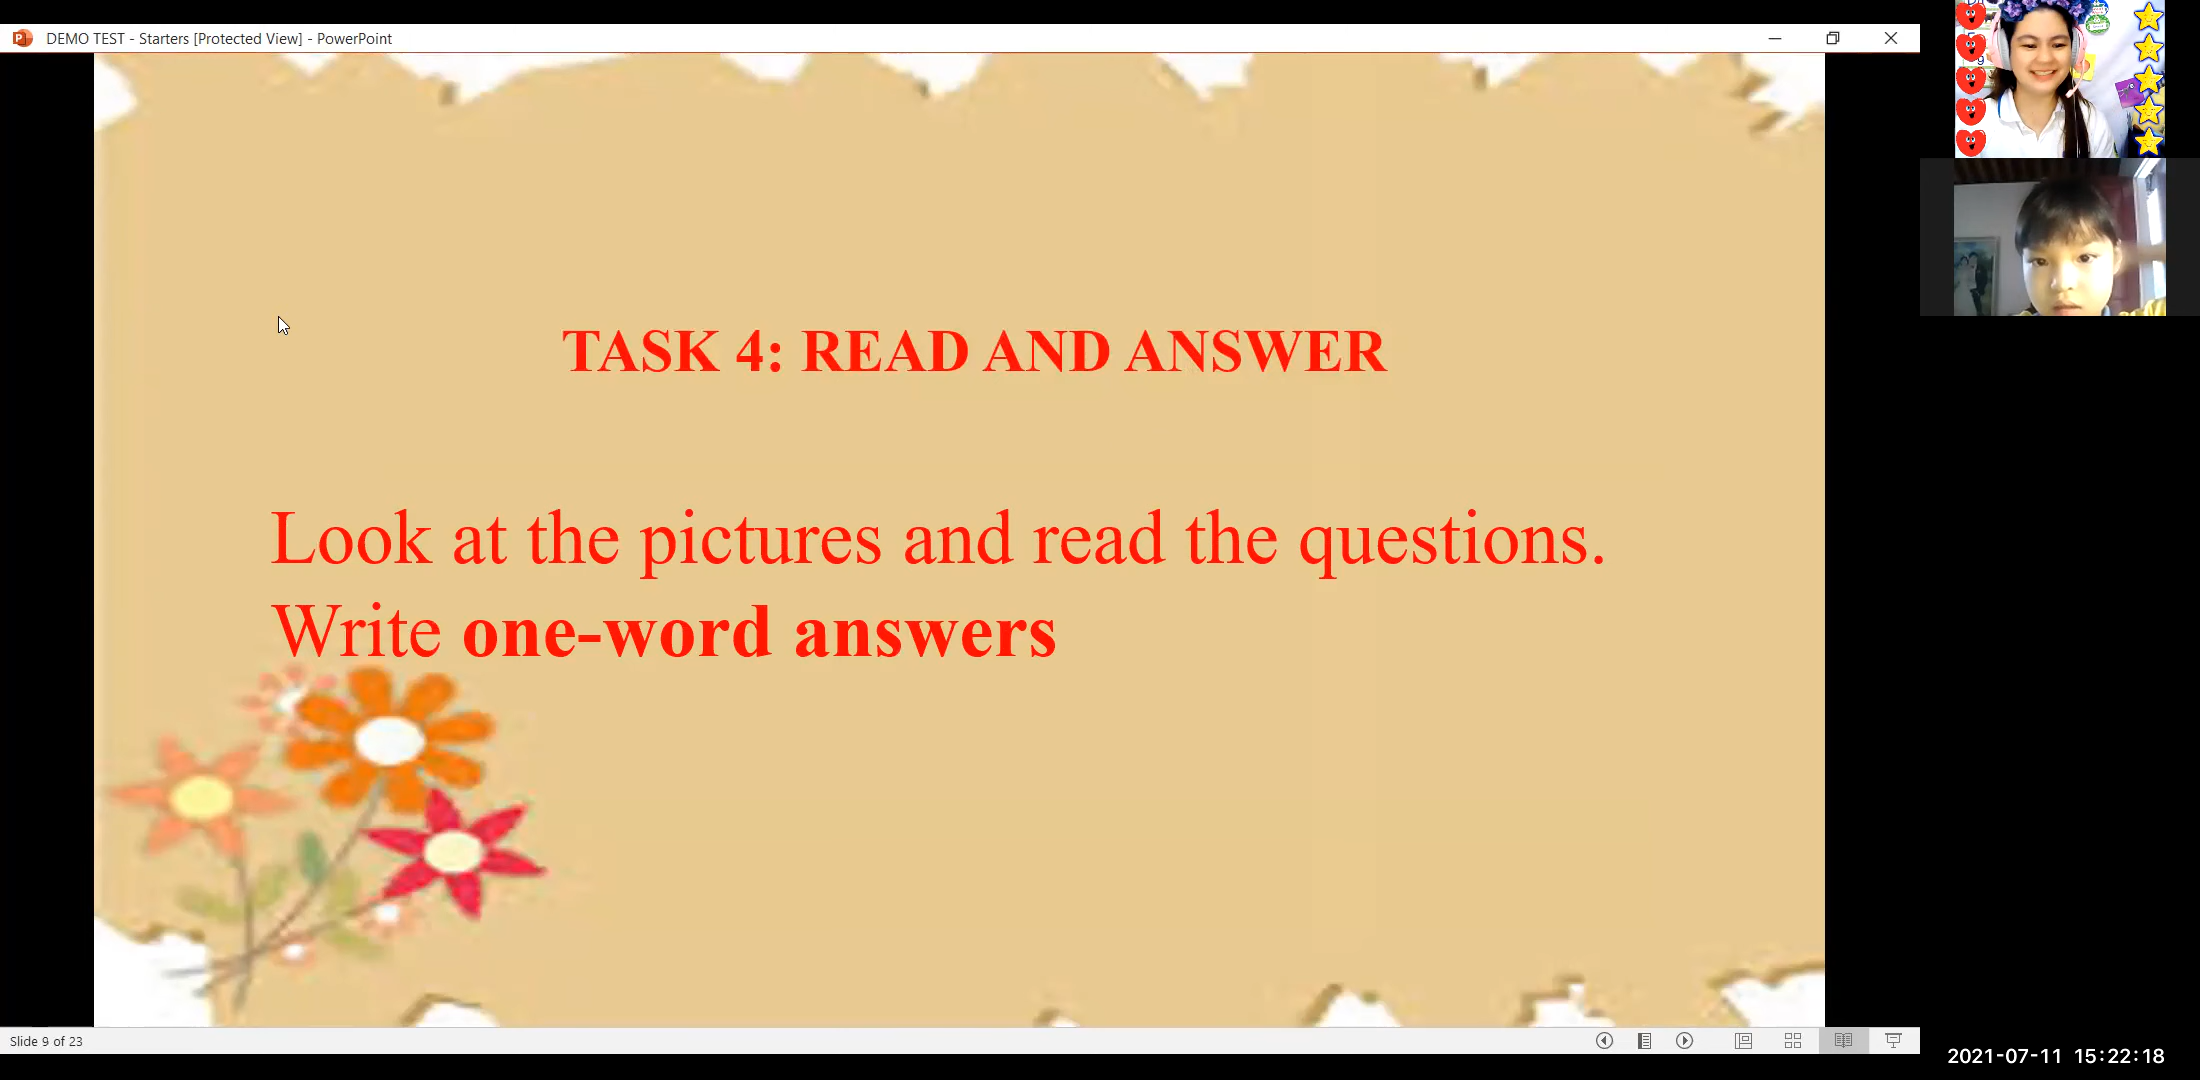 DEMO TEST - Starters [Protected View] - PowerPoint
TASK 4: READ AND ANSWER
Look at the pictures and read the questions.
Write one-word answers
Slide 9 of 23
2021-07-11 15:22:18